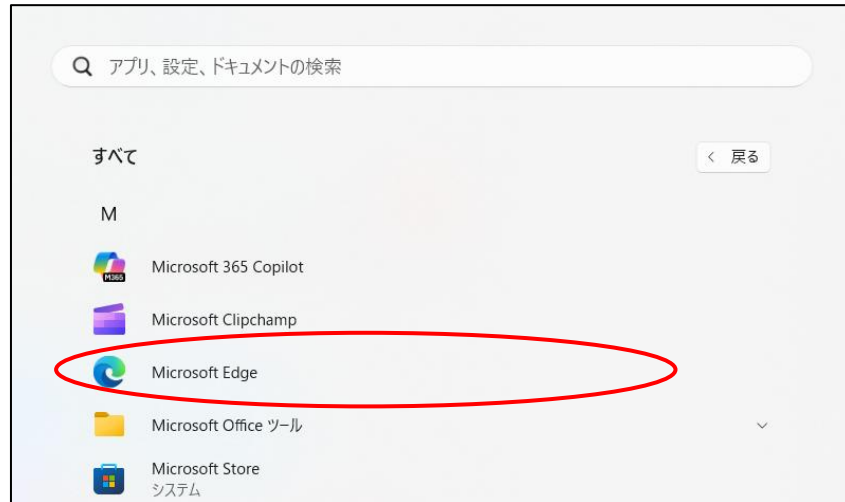 アプリ、設定、ドキュメントの検索
すべて
戻る
M
M365
Microsoft 365 Copilot
Microsoft Clipchamp
Microsoft Edge
Microsoft Office ツール
Microsoft Store
システム